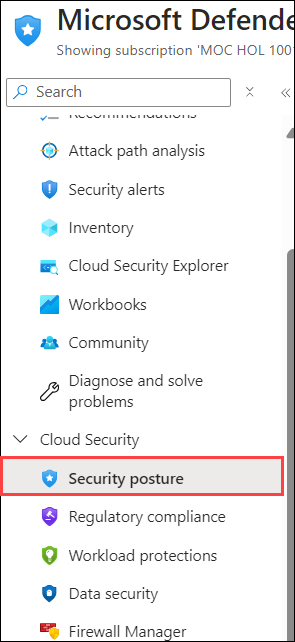 Microsoft Defende
Showing subscription 'MOC HOL 1001
Search
Recommendations
Attack path analysis
Security alerts
Inventory
Cloud Security Explorer
Workbooks
Community
Diagnose and solve
problems
Cloud Security
Security posture
Regulatory compliance
Workload protections
Data security
Firewall Manager